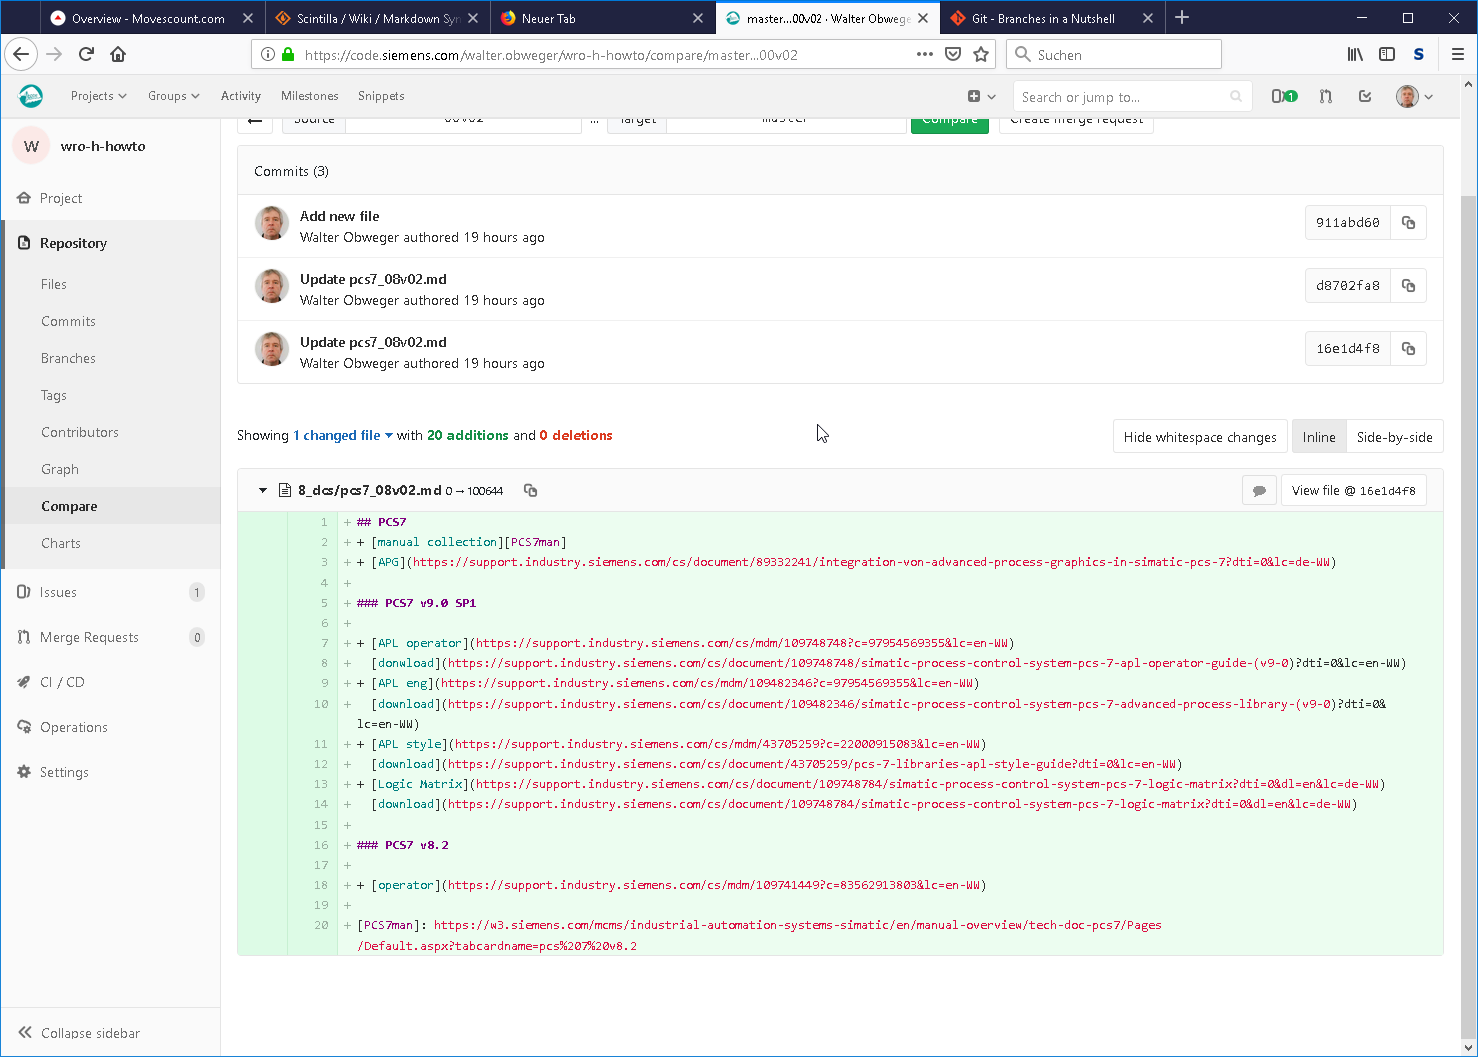 Overview - Movescount.com
Scintilla / Wiki / Markdown Syn
Neuer Tab
master...00v02 · Walter Obwege
Git - Branches in a Nutshell
https://code.siemens.com/walter.obweger/wro-h-howto/compare/master...00v02
Suchen
Projects
Groups
Activity
Milestones
Snippets
Search or jump to...
1
W
wro-h-howto
Source
00v02
...
Target
master
Compare
Create merge request
Project
Repository
Files
Commits
Branches
Tags
Contributors
Graph
Compare
Charts
Issues
1
Merge Requests
0
CI / CD
Operations
Settings
Collapse sidebar
Commits (3)
Add new file
Walter Obweger authored 19 hours ago
911abd60
Update pcs7_08v02.md
Walter Obweger authored 19 hours ago
d8702fa8
Update pcs7_08v02.md
Walter Obweger authored 19 hours ago
16e1d4f8
Showing 1 changed file with 20 additions and 0 deletions
Hide whitespace changes
Inline
Side-by-side
8_dcs/pcs7_08v02.md 0 → 100644
View file @ 16e1d4f8
1 + ## PCS7
2 + + [manual collection][PCS7man]
3 + + [APG](https://support.industry.siemens.com/cs/document/89332241/integration-von-advanced-process-graphics-in-simatic-pcs-7?dti=0&lc=de-WW)
4 +
5 + ### PCS7 v9.0 SP1
6 +
7 + + [APL operator](https://support.industry.siemens.com/cs/mdm/109748748?c=97954569355&lc=en-WW)
8 + [donwload](https://support.industry.siemens.com/cs/document/109748748/simatic-process-control-system-pcs-7-apl-operator-guide-(v9-0)?dti=0&lc=en-WW)
9 + + [APL eng](https://support.industry.siemens.com/cs/mdm/109482346?c=97954569355&lc=en-WW)
10 + [download](https://support.industry.siemens.com/cs/document/109482346/simatic-process-control-system-pcs-7-advanced-process-library-(v9-0)?dti=0&
lc=en-WW)
11 + + [APL style](https://support.industry.siemens.com/cs/mdm/43705259?c=22000915083&lc=en-WW)
12 + [download](https://support.industry.siemens.com/cs/document/43705259/pcs-7-libraries-apl-style-guide?dti=0&lc=en-WW)
13 + + [Logic Matrix](https://support.industry.siemens.com/cs/document/109748784/simatic-process-control-system-pcs-7-logic-matrix?dti=0&dl=en&lc=de-WW)
14 + [download](https://support.industry.siemens.com/cs/document/109748784/simatic-process-control-system-pcs-7-logic-matrix?dti=0&dl=en&lc=de-WW)
15 +
16 + ### PCS7 v8.2
17 +
18 + + [operator](https://support.industry.siemens.com/cs/mdm/109741449?c=83562913803&lc=en-WW)
19 +
20 + [PCS7man]: https://w3.siemens.com/mcms/industrial-automation-systems-simatic/en/manual-overview/tech-doc-pcs7/Pages
/Default.aspx?tabcardname=pcs%207%20v8.2